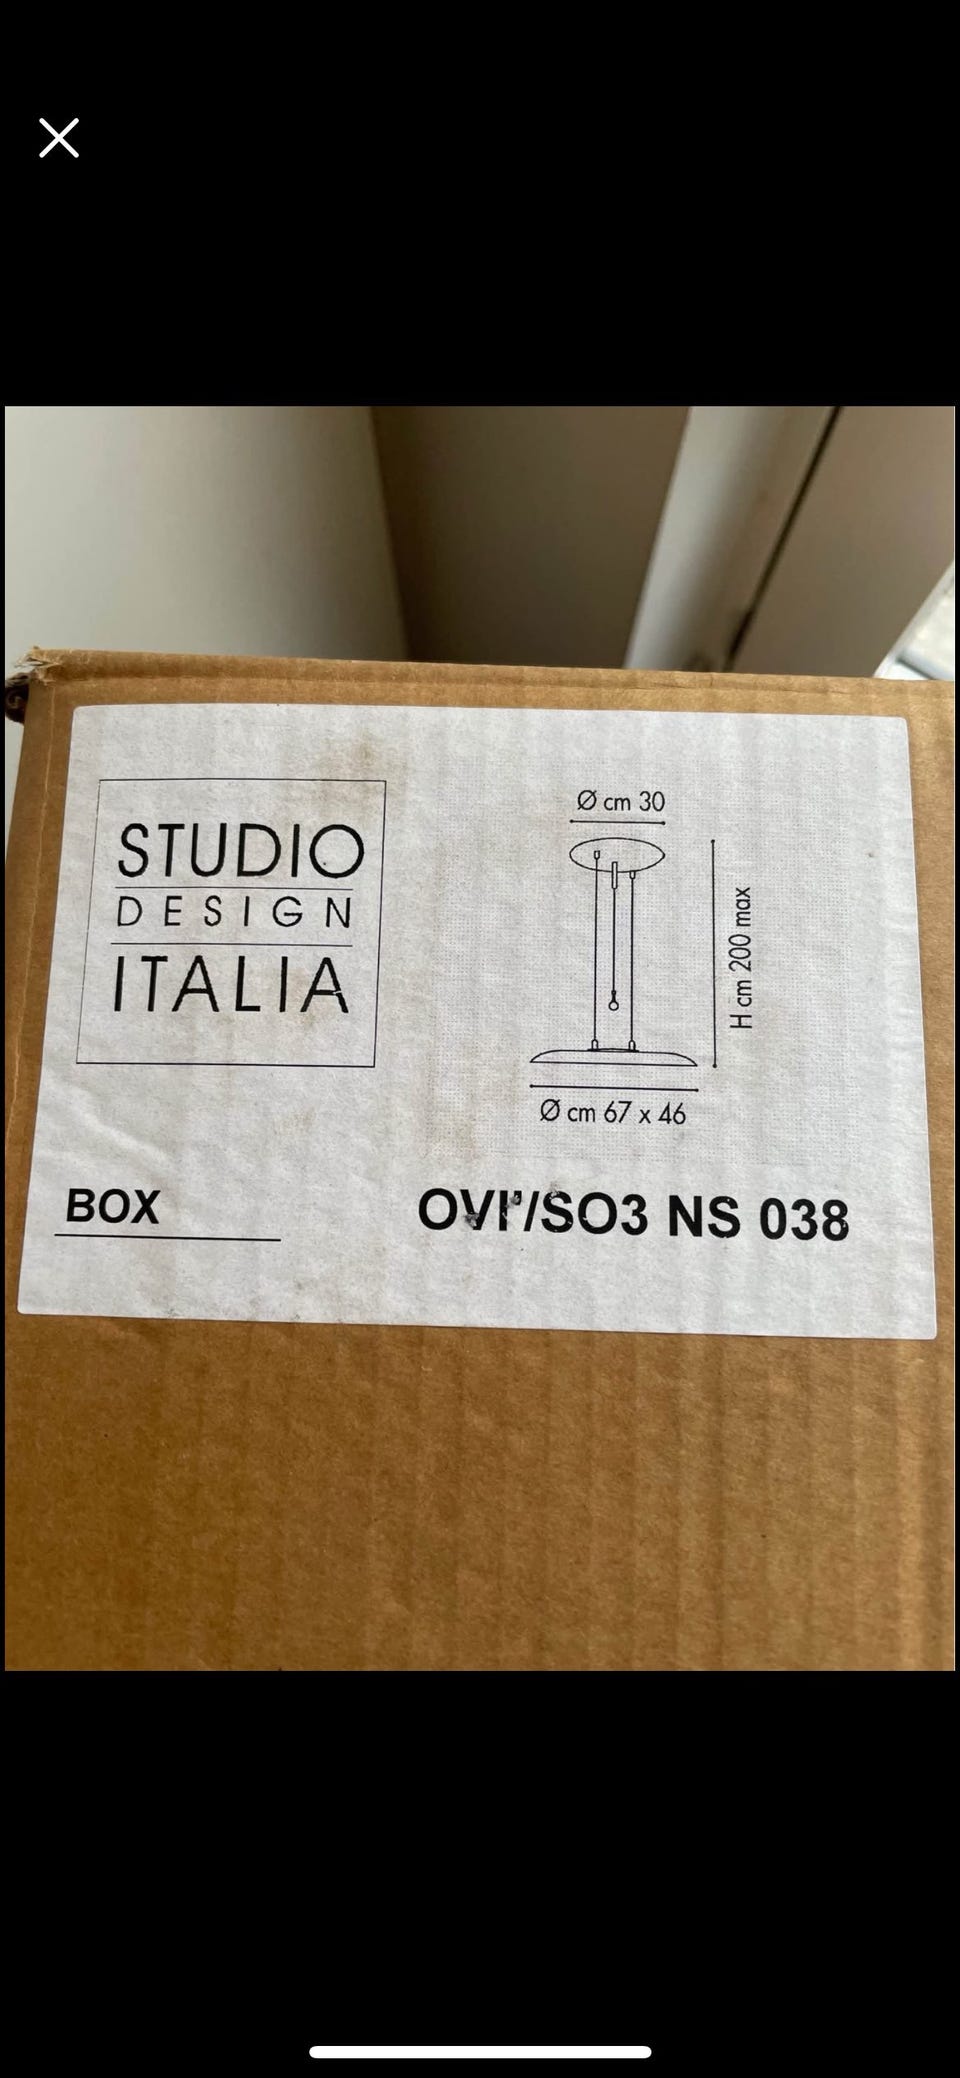 STUDIO
DESIGN
ITALIA
Ø cm 30
H cm 200 max
Ø cm 67 x 46
BOX
OVI'/SO3 NS 038